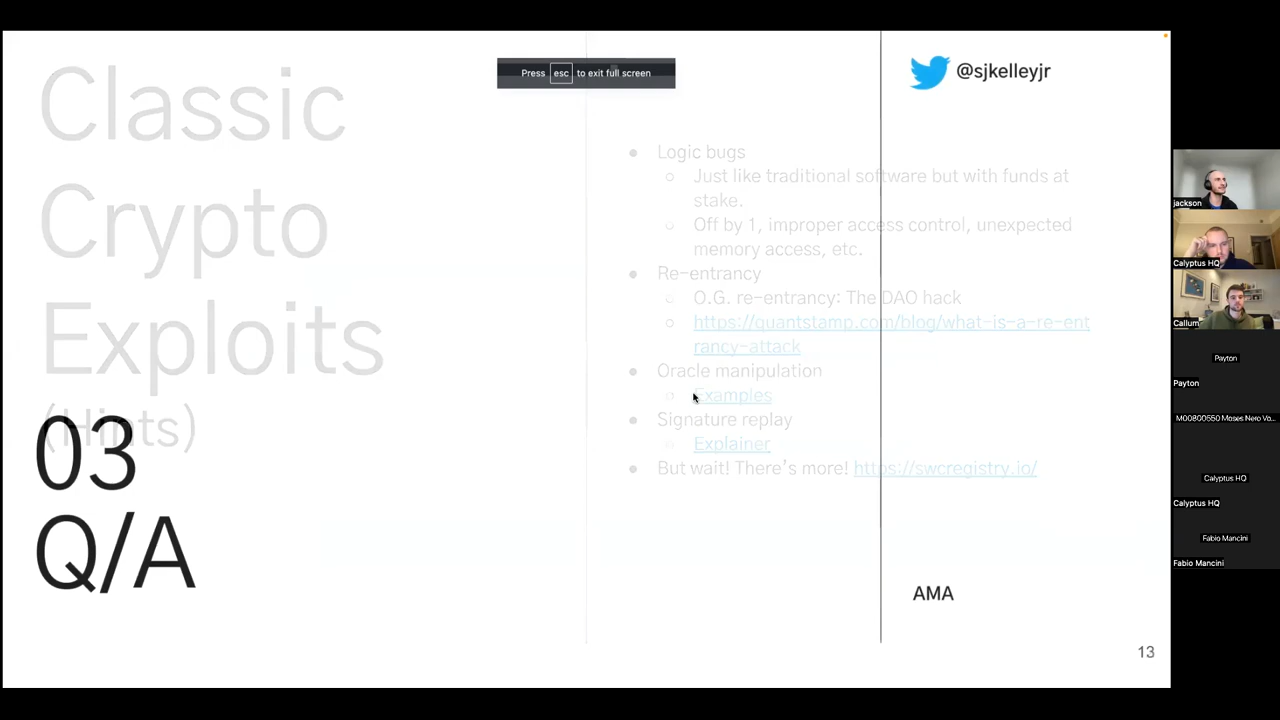 Classic
Crypto
Exploits
(Hints)
03
Q/A
Press esc to exit full screen
@sjkelleyjr
Logic bugs
Just like traditional software but with funds at
stake.
Off by 1, improper access control, unexpected
memory access, etc.
Re-entrancy
O.G. re-entrancy: The DAO hack
https://quantstamp.com/blog/what-is-a-re-ent
rancy-attack
Oracle manipulation
Examples
Signature replay
Explainer
But wait! There's more! https://swcregistry.io/
AMA
13
jackson
Calyptus HQ
Callum
Payton
Payton
M00800550 Moses Nero Vo...
Calyptus HQ
Calyptus HQ
Fabio Mancini
Fabio Mancini